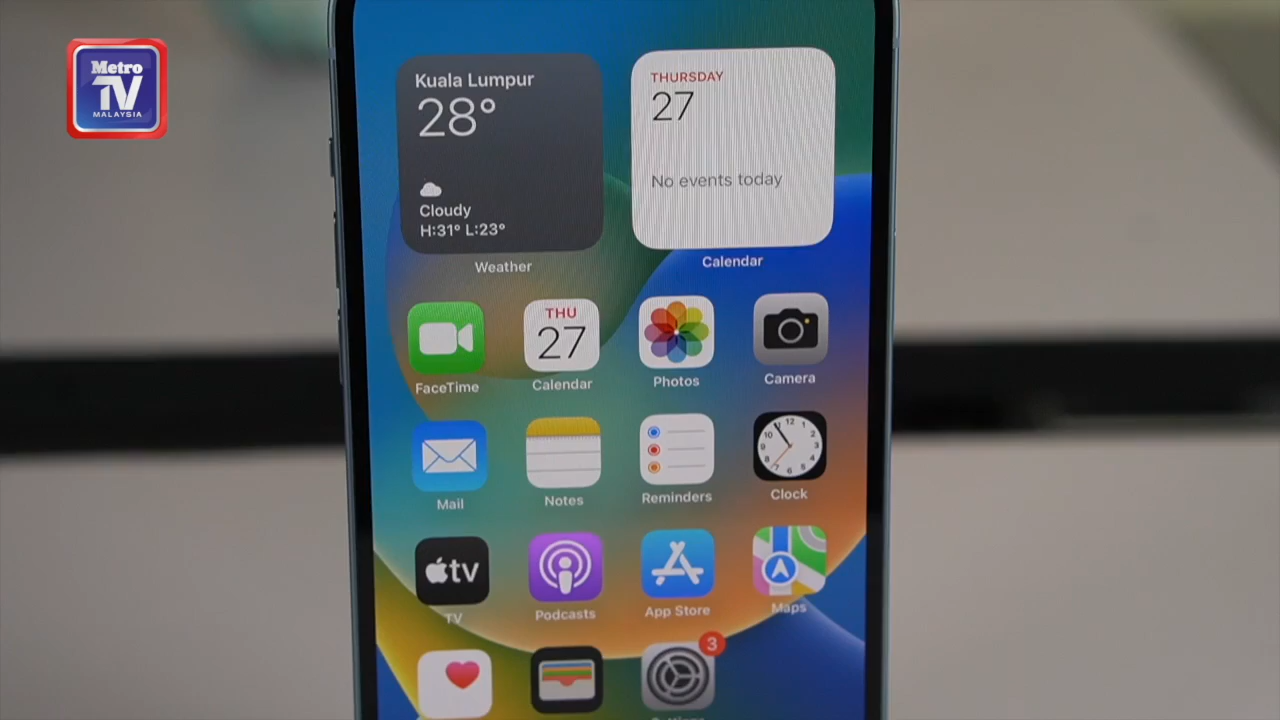 Metro
TV
MALAYSIA
Kuala Lumpur
28°
Cloudy
H:31° L:23°
Weather
THURSDAY
27
No events today
Calendar
FaceTime
THU
27
Calendar
Photos
Camera
Mail
Notes
Reminders
Clock
tv
TV
Podcasts
App Store
Maps
3